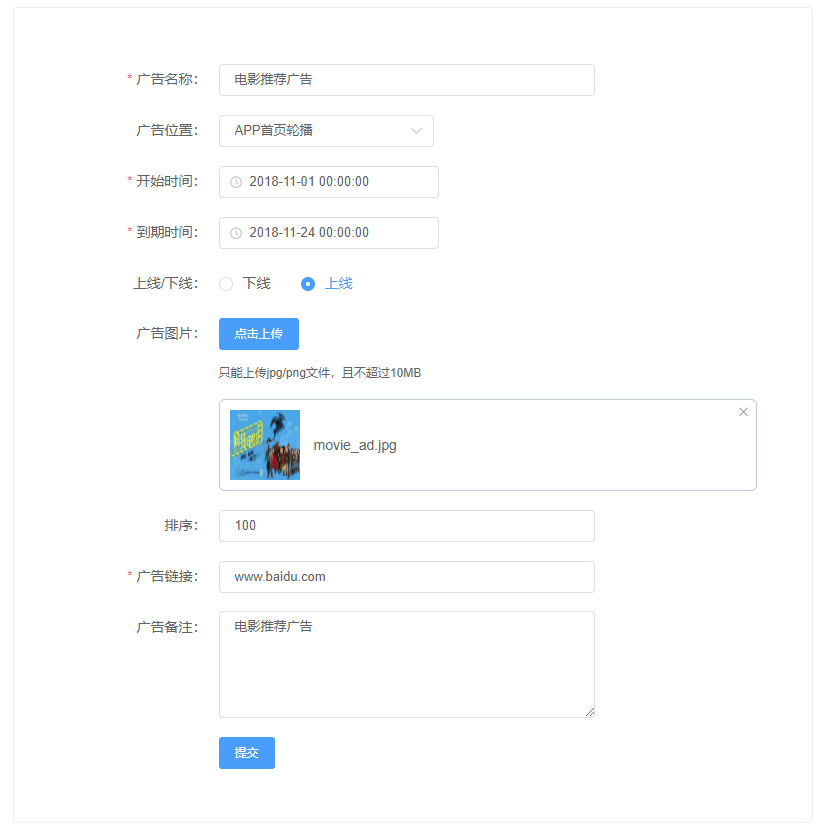 * 广告名称： 电影推荐广告
广告位置： APP首页轮播
* 开始时间： 2018-11-01 00:00:00
* 到期时间： 2018-11-24 00:00:00
上线/下线： 下线 上线
广告图片： 点击上传
只能上传jpg/png文件，且不超过10MB
movie_ad.jpg
排序： 100
* 广告链接： www.baidu.com
广告备注： 电影推荐广告
提交